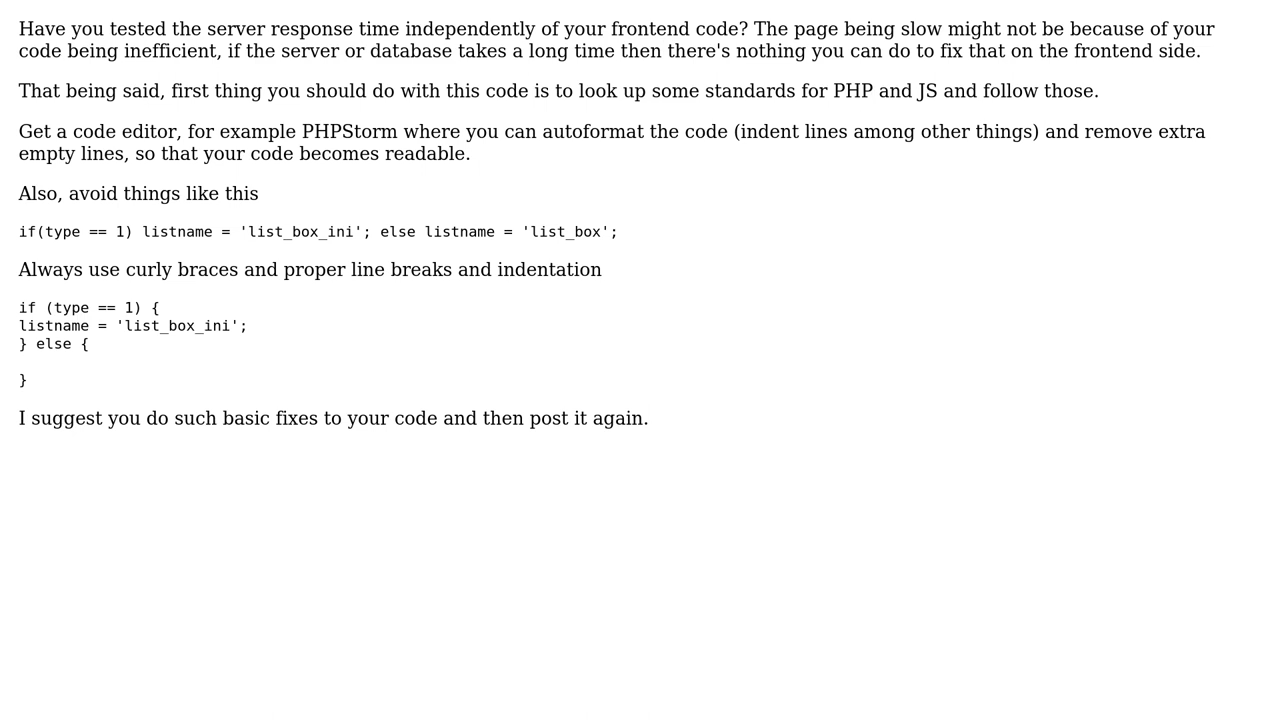 Have you tested the server response time independently of your frontend code? The page being slow might not be because of your
code being inefficient, if the server or database takes a long time then there's nothing you can do to fix that on the frontend side.
That being said, first thing you should do with this code is to look up some standards for PHP and JS and follow those.
Get a code editor, for example PHPStorm where you can autoformat the code (indent lines among other things) and remove extra
empty lines, so that your code becomes readable.
Also, avoid things like this
if(type == 1) listname = 'list_box_ini'; else listname = 'list_box';
Always use curly braces and proper line breaks and indentation
if (type == 1) {
listname = 'list_box_ini';
} else {
}
I suggest you do such basic fixes to your code and then post it again.